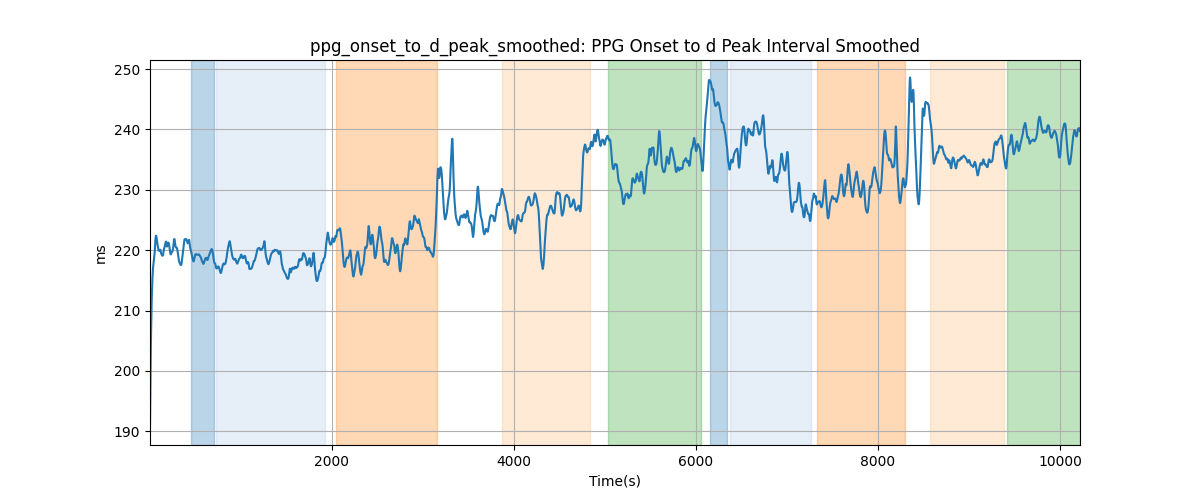 ppg_onset_to_d_peak_smoothed: PPG Onset to d Peak Interval Smoothed
250
240
230
220
210
200
190
ms
2000 4000 6000 8000 10000
Time(s)